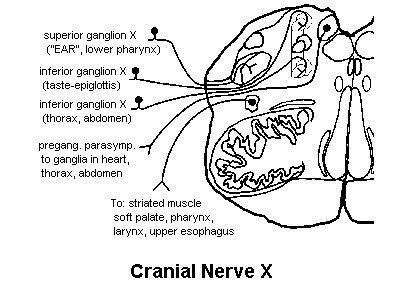 superior ganglion X
("EAR", lower pharynx)
inferior ganglion X
(taste-epiglottis)
inferior ganglion X
(thorax, abdomen)
pregang. parasymp.
to ganglia in heart,
thorax, abdomen
To: striated muscle
soft palate, pharynx,
larynx, upper esophagus
Cranial Nerve X